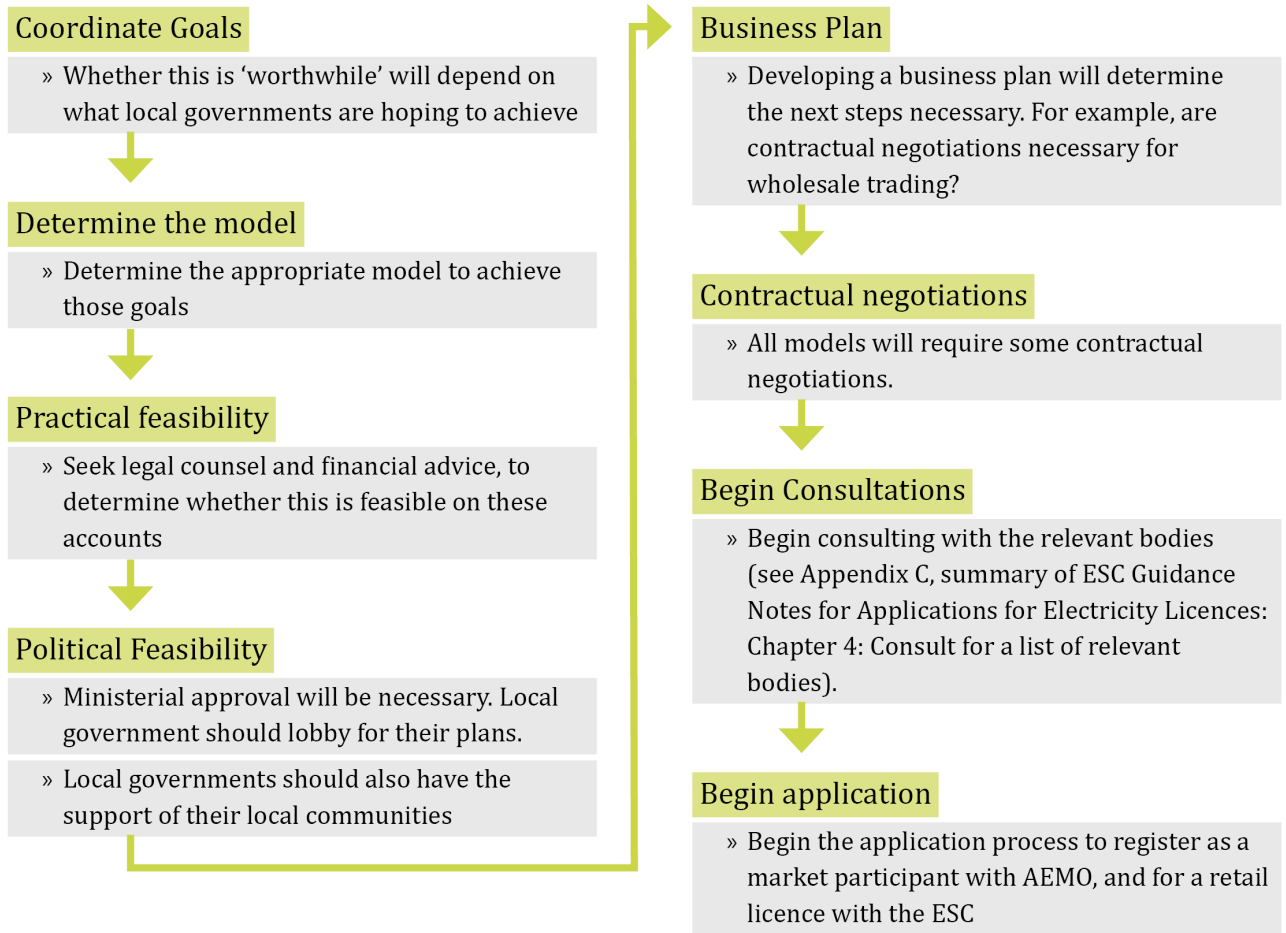 Coordinate Goals
» Whether this is ‘worthwhile’ will depend on
what local governments are hoping to achieve
Determine the model
» Determine the appropriate model to achieve
those goals
Practical feasibility
» Seek legal counsel and financial advice, to
determine whether this is feasible on these
accounts
Political Feasibility
» Ministerial approval will be necessary. Local
government should lobby for their plans.
» Local governments should also have the
support of their local communities
Business Plan
» Developing a business plan will determine
the next steps necessary. For example, are
contractual negotiations necessary for
wholesale trading?
Contractual negotiations
» All models will require some contractual
negotiations.
Begin Consultations
» Begin consulting with the relevant bodies
(see Appendix C, summary of ESC Guidance
Notes for Applications for Electricity Licences:
Chapter 4: Consult for a list of relevant
bodies).
Begin application
» Begin the application process to register as a
market participant with AEMO, and for a retail
licence with the ESC